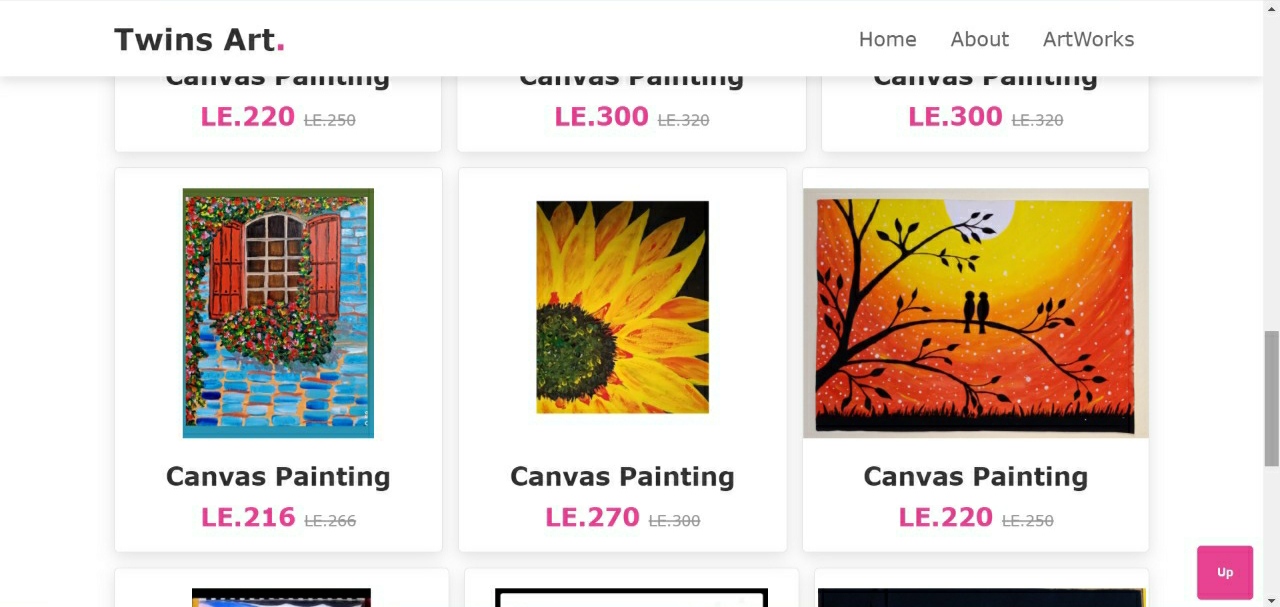 Twins Art.
Home About ArtWorks
Canvas Painting Canvas Painting Canvas Painting
LE.220 LE.250 LE.300 LE.320 LE.300 LE.320
Canvas Painting Canvas Painting Canvas Painting
LE.216 LE.266 LE.270 LE.300 LE.220 LE.250
Up